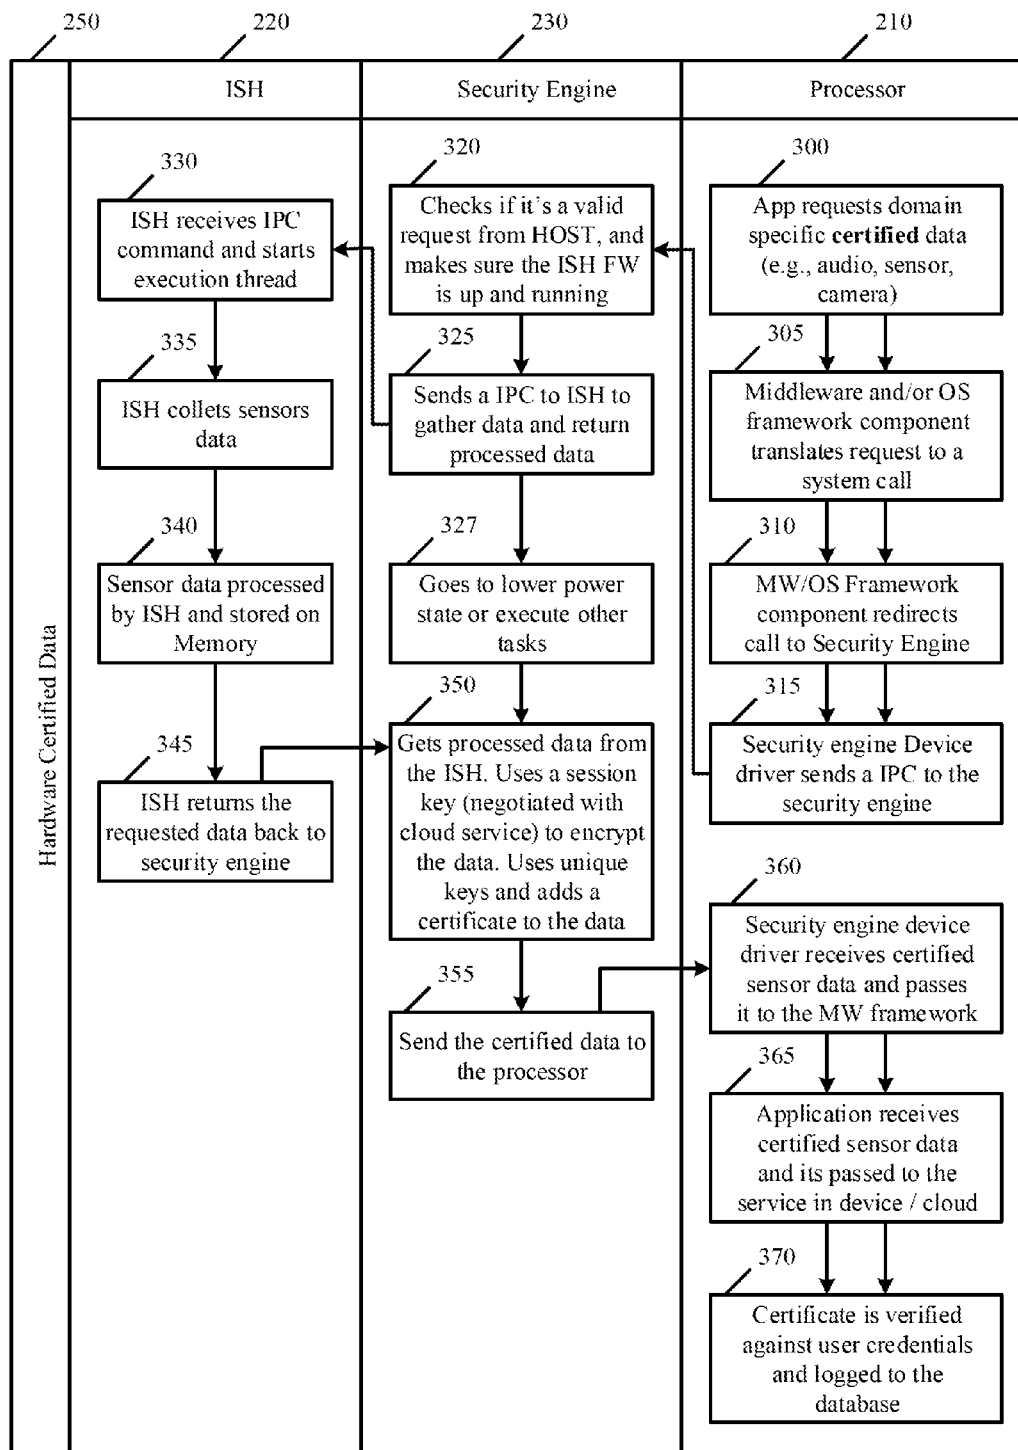 250
220
230
210
ISH
Security Engine
Processor
Hardware Certified Data
330
ISH receives IPC
command and starts
execution thread
335
ISH collets sensors
data
340
Sensor data processed
by ISH and stored on
Memory
345
ISH returns the
requested data back to
security engine
320
Checks if it's a valid
request from HOST, and
makes sure the ISH FW
is up and running
325
Sends a IPC to ISH to
gather data and return
processed data
327
Goes to lower power
state or execute other
tasks
350
Gets processed data from
the ISH. Uses a session
key (negotiated with
cloud service) to encrypt
the data. Uses unique
keys and adds a
certificate to the data
355
Send the certified data to
the processor
300
App requests domain
specific certified data
(e.g., audio, sensor,
camera)
305
Middleware and/or OS
framework component
translates request to a
system call
310
MW/OS Framework
component redirects
call to Security Engine
315
Security engine Device
driver sends a IPC to the
security engine
360
Security engine device
driver receives certified
sensor data and passes
it to the MW framework
365
Application receives
certified sensor data
and its passed to the
service in device / cloud
370
Certificate is verified
against user credentials
and logged to the
database